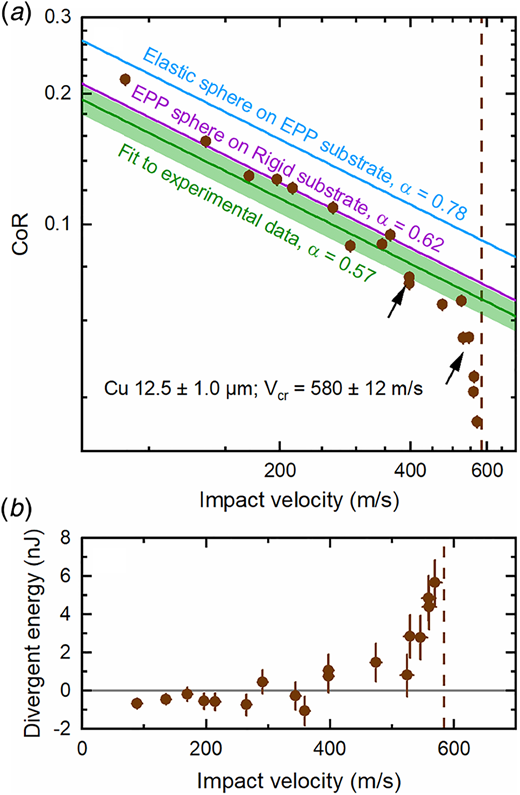 (a)
0.3
0.2
0.1
CoR
Elastic sphere on EPP substrate, α = 0.78
EPP sphere on Rigid substrate, α = 0.62
Fit to experimental data, α = 0.57
Cu 12.5 ± 1.0 μm; Vcr = 580 ± 12 m/s
200 400 600
Impact velocity (m/s)
(b)
8
6
4
2
0
-2
Divergent energy (nJ)
0 200 400 600
Impact velocity (m/s)